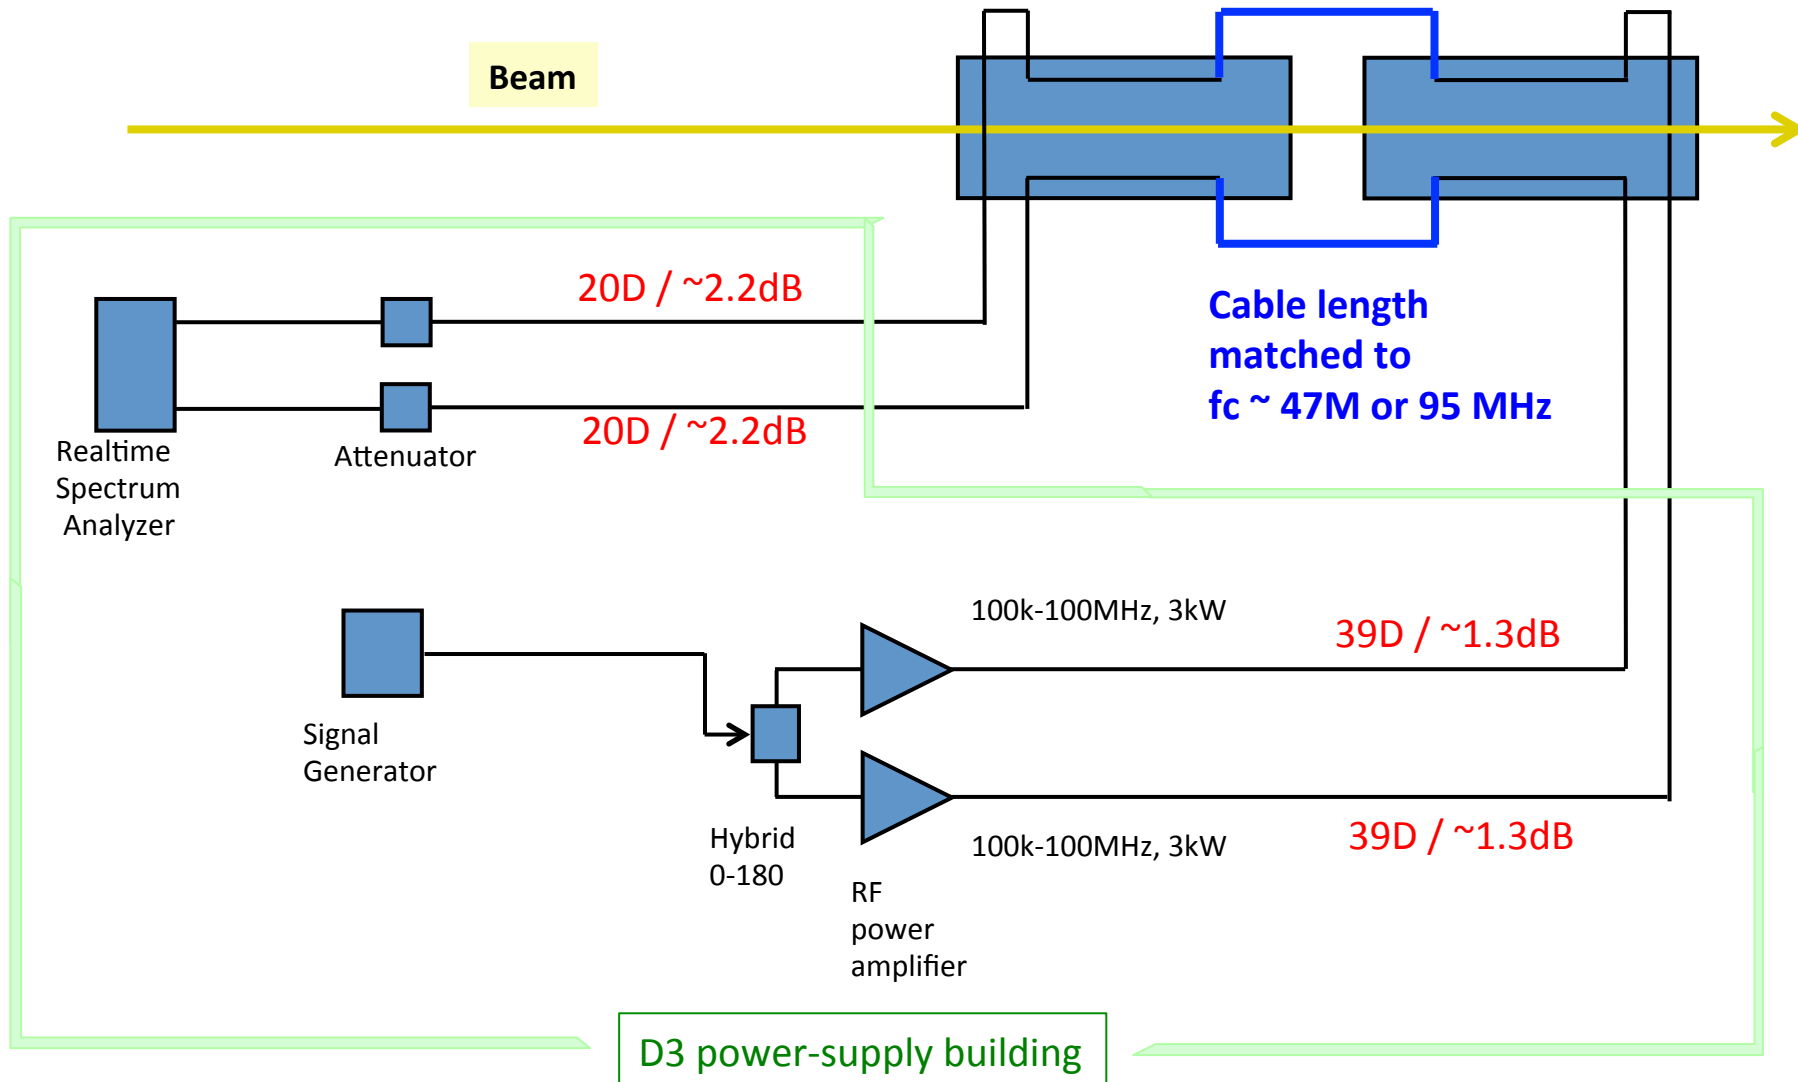 Beam
20D / ~2.2dB
20D / ~2.2dB
Cable length
matched to
fc ~ 47M or 95 MHz
Realtime
Spectrum
Analyzer
Attenuator
100k-100MHz, 3kW
39D / ~1.3dB
Signal
Generator
Hybrid
0-180
100k-100MHz, 3kW
39D / ~1.3dB
RF
power
amplifier
D3 power-supply building